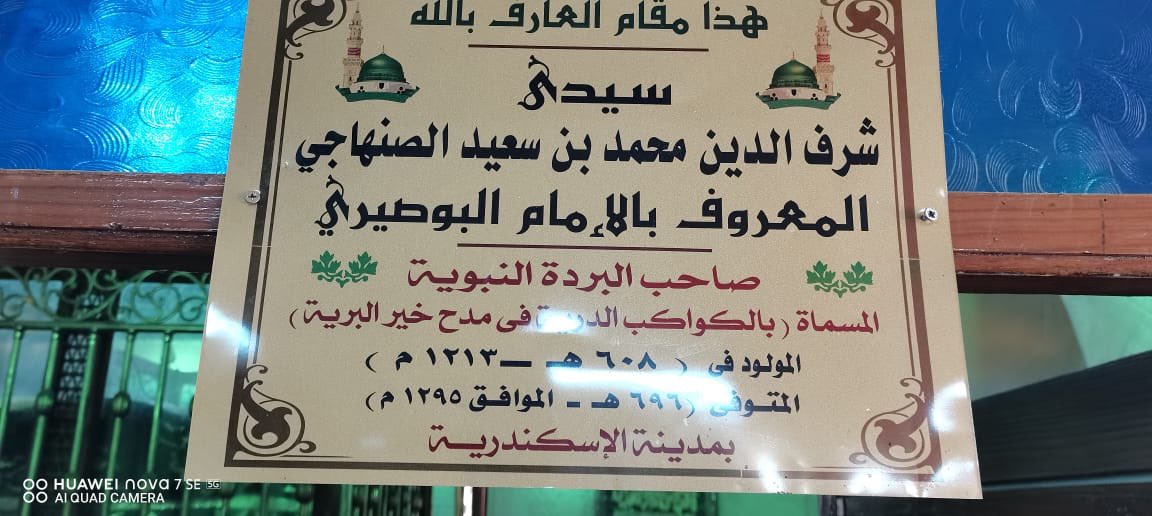 هذا مقام العارف بالله
سيدى
شرف الدين محمد بن سعيد الصنهاجي
المعروف بالإمام البوصيري
صاحب البردة النبوية
المسماة (بالكواكب الدرية فى مدح خير البرية)
المولود فى ( ٦٠٨ هـ ـــ ١٢١٣ م )
المتوفى (٦٩٦ هـ - الموافق ١٢٩٥ م)
بمدينة الإسكندرية
HUAWEI nova 7 SE 5G
AI QUAD CAMERA